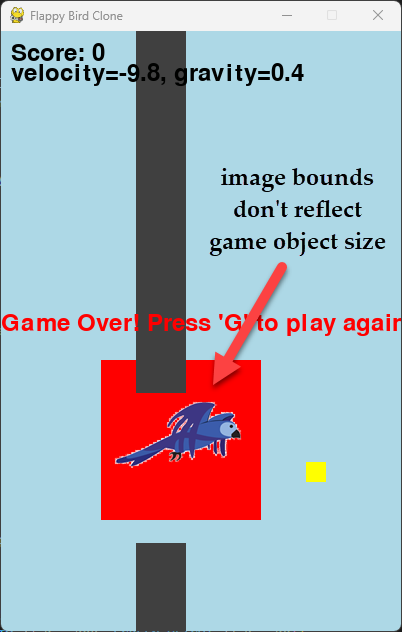 Flappy Bird Clone
Score: 0
velocity=-9.8, gravity=0.4
image bounds
don't reflect
game object size
Game Over! Press 'G' to play again